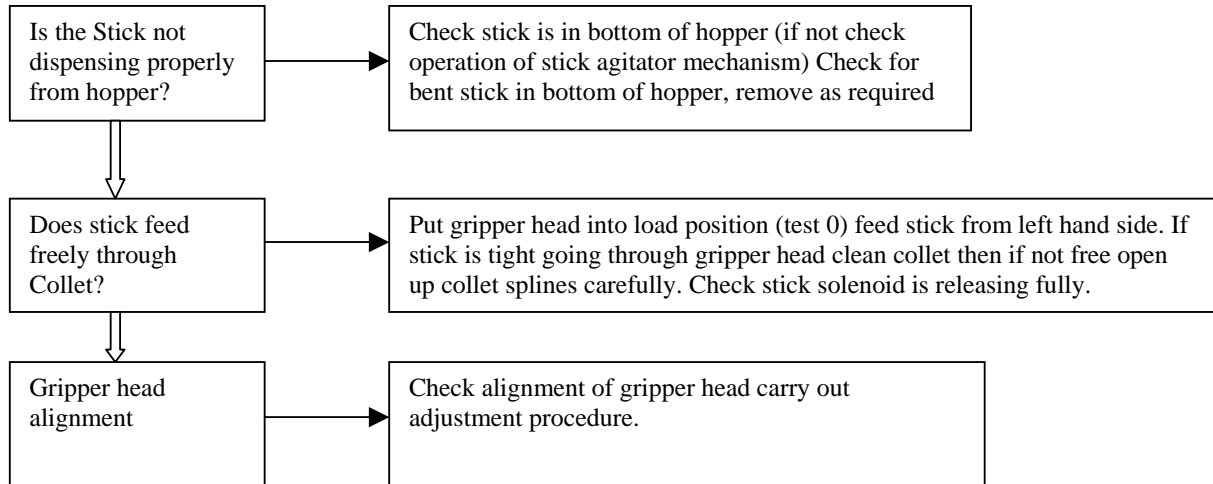 Is the Stick not
dispensing properly
from hopper?
Check stick is in bottom of hopper (if not check
operation of stick agitator mechanism) Check for
bent stick in bottom of hopper, remove as required
Does stick feed
freely through
Collet?
Put gripper head into load position (test 0) feed stick from left hand side. If
stick is tight going through gripper head clean collet then if not free open
up collet splines carefully. Check stick solenoid is releasing fully.
Gripper head
alignment
Check alignment of gripper head carry out
adjustment procedure.